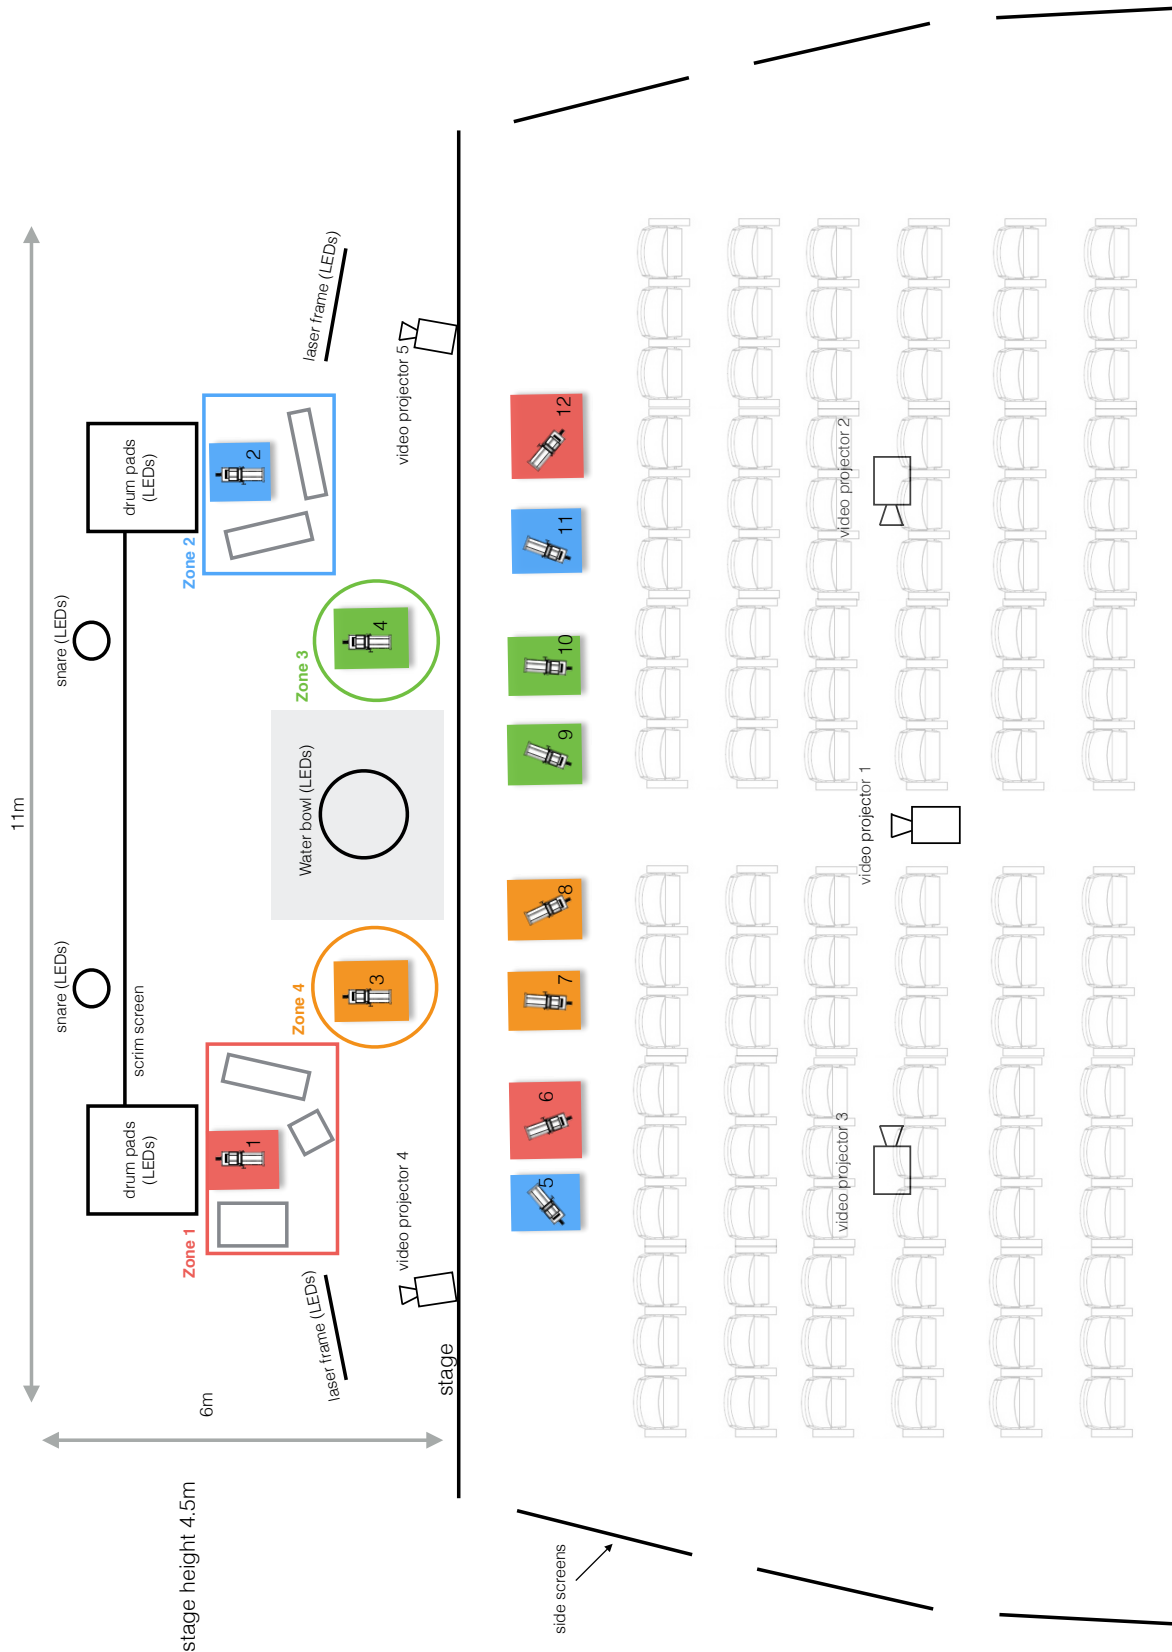 stage height 4.5m
6m
11m
snare (LEDs)
snare (LEDs)
scrim screen
drum pads
(LEDs)
drum pads
(LEDs)
Zone 1
1
Zone 2
2
Zone 4
3
Zone 3
4
Water bowl (LEDs)
laser frame (LEDs)
laser frame (LEDs)
video projector 4
video projector 5
stage
5
6
7
8
9
10
11
12
side screens
video projector 3
video projector 1
video projector 2